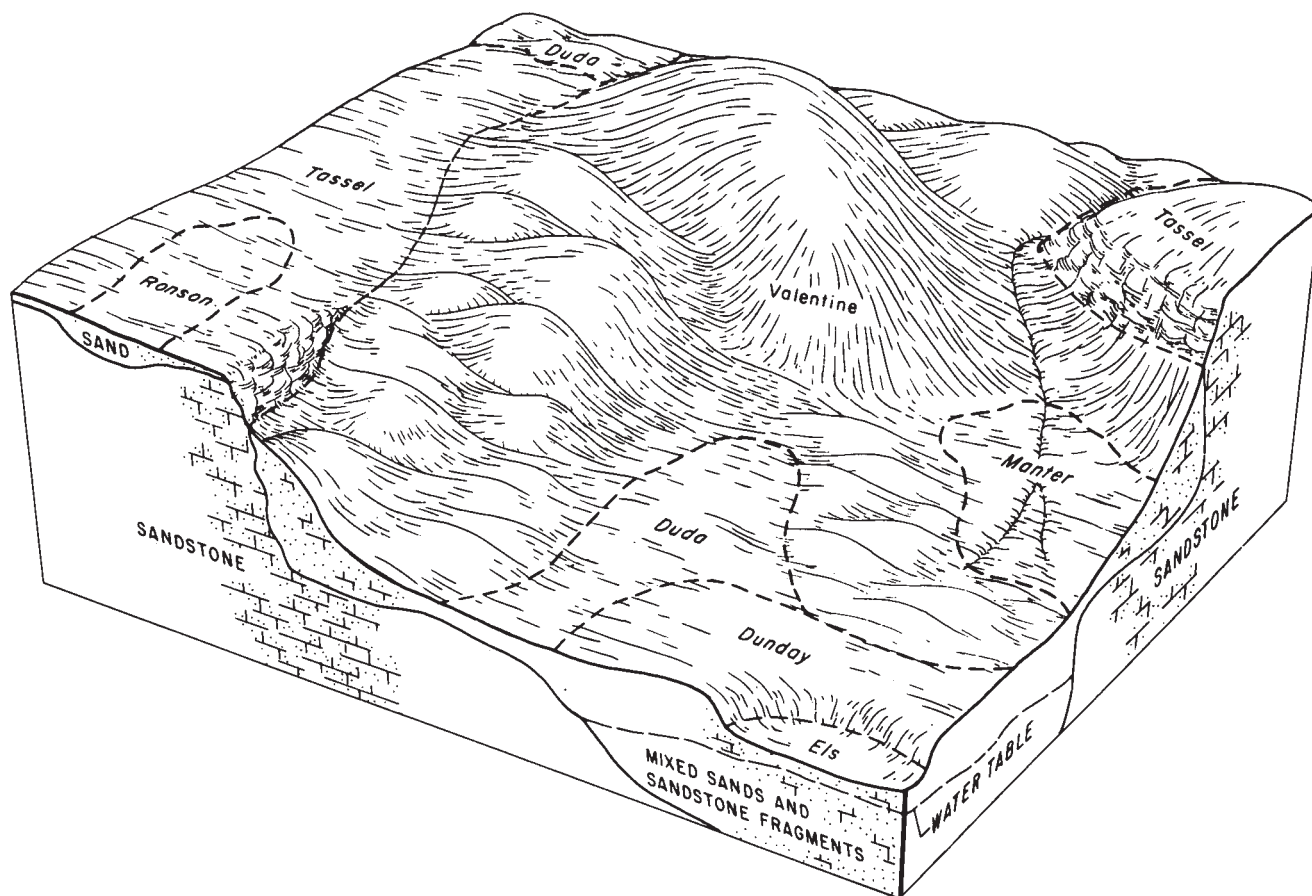 Duda
Tassel
Tassel
Ronson
Valentine
SAND
Manter
Duda
SANDSTONE
SANDSTONE
Dunday
Els
MIXED SANDS AND
SANDSTONE FRAGMENTS
WATER TABLE